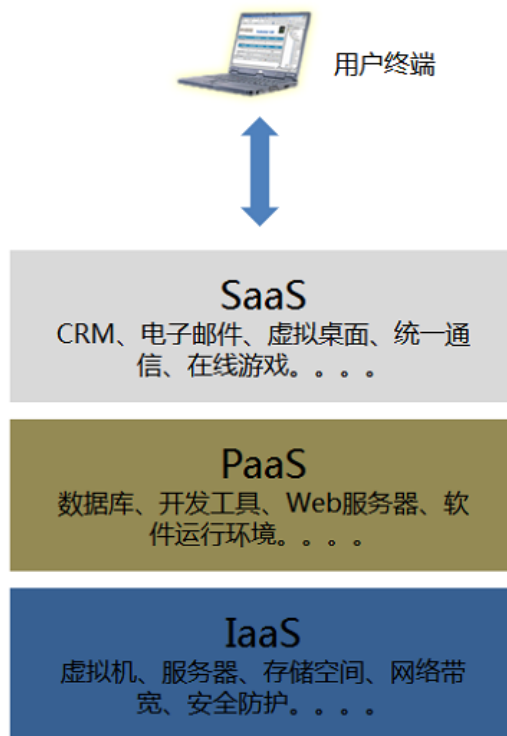 用户终端
SaaS
CRM、电子邮件、虚拟桌面、统一通
信、在线游戏。。。。
PaaS
数据库、开发工具、Web服务器、软
件运行环境。。。。
IaaS
虚拟机、服务器、存储空间、网络带
宽、安全防护。。。。